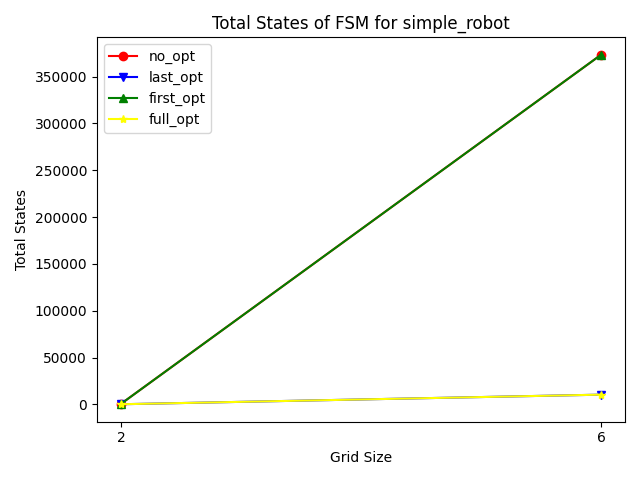 Total States of FSM for simple_robot
no_opt
last_opt
first_opt
full_opt
350000
300000
250000
200000
150000
100000
50000
0
Total States
2
6
Grid Size